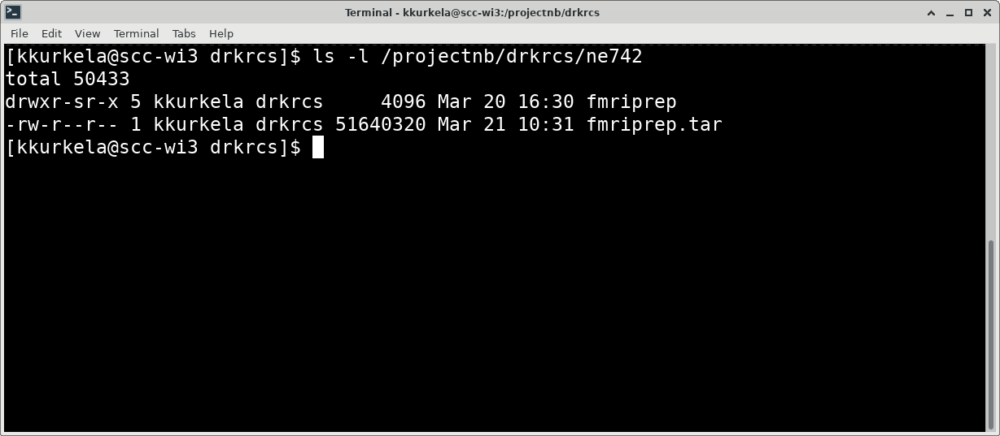 Terminal - kkurkela@scc-wi3:/projectnb/drkrcs
File Edit View Terminal Tabs Help
[kkurkela@scc-wi3 drkrcs]$ ls -l /projectnb/drkrcs/ne742
total 50433
drwxr-sr-x 5 kkurkela drkrcs     4096 Mar 20 16:30 fmriprep
-rw-r--r-- 1 kkurkela drkrcs 51640320 Mar 21 10:31 fmriprep.tar
[kkurkela@scc-wi3 drkrcs]$